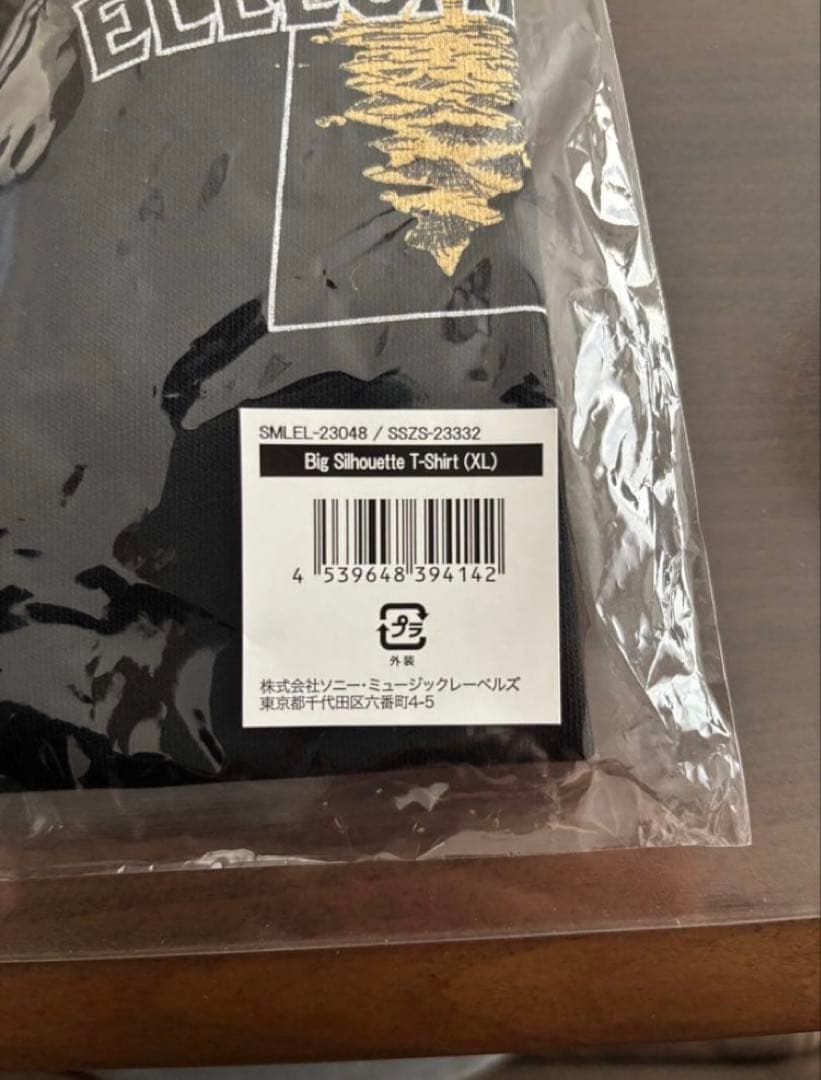 SMLEL-23048 / SSZS-23332
Big Silhouette T-Shirt (XL)
4 539648 394142
プラ
外装
株式会社ソニー・ミュージックレーベルズ
東京都千代田区六番町4-5